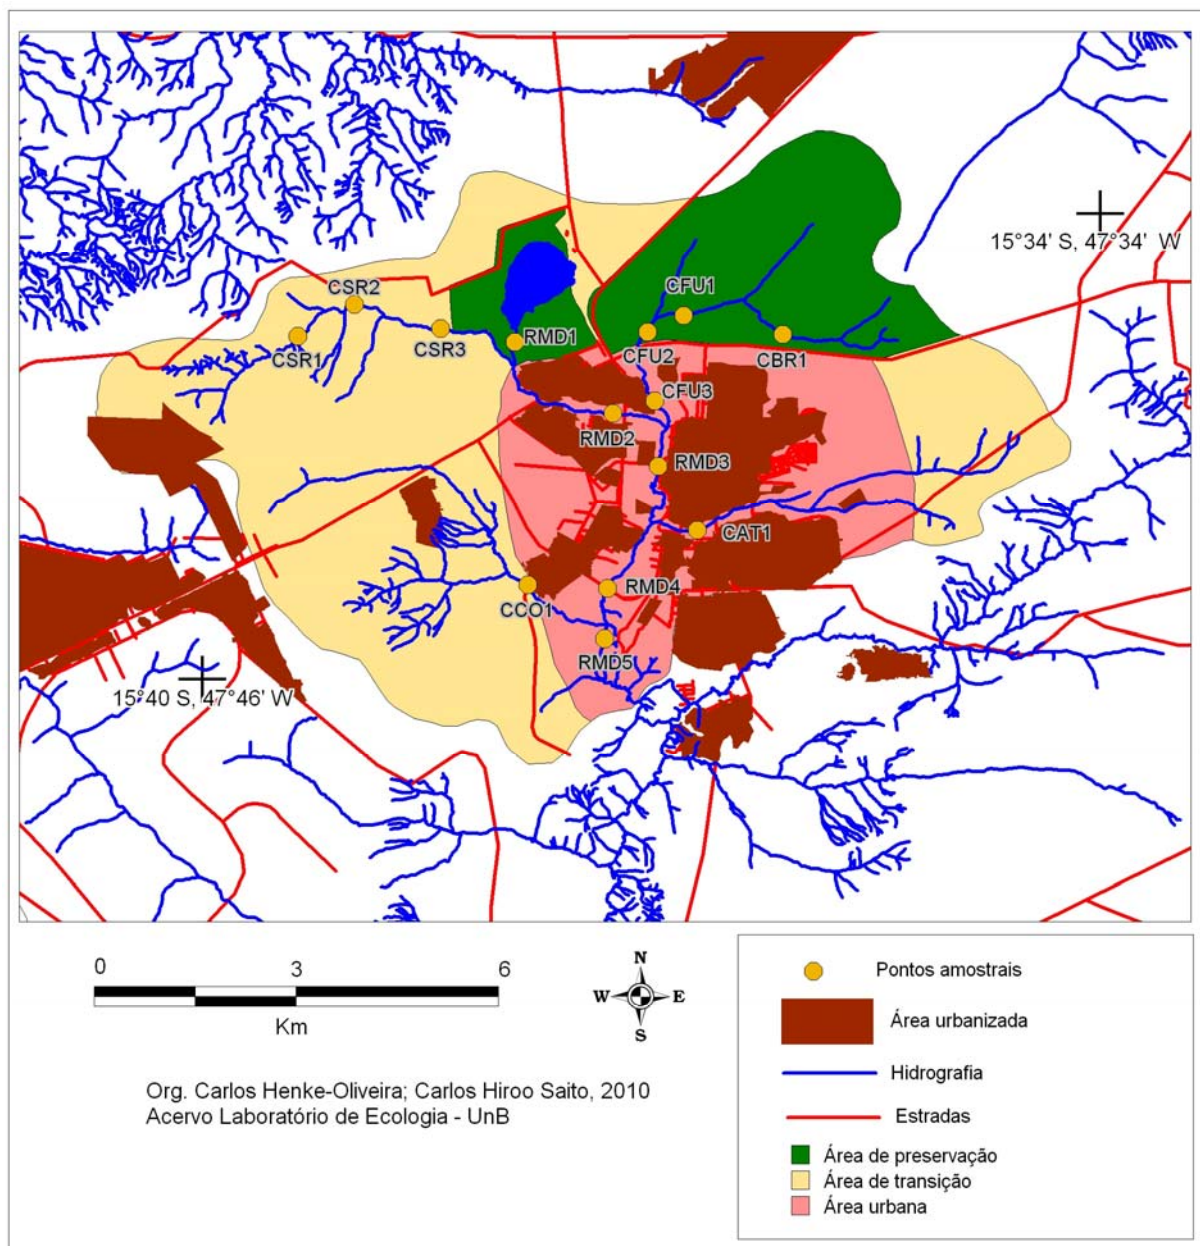 15°34' S, 47°34' W
CSR2
CFU1
CSR1
CSR3
RMD1
CFU2
CBR1
CFU3
RMD2
RMD3
CAT1
CCO1
RMD4
RMD5
15°40 S, 47°46' W
0 3 6
Km
N
W E
S
Org. Carlos Henke-Oliveira; Carlos Hiroo Saito, 2010
Acervo Laboratório de Ecologia - UnB
Pontos amostrais
Área urbanizada
Hidrografia
Estradas
Área de preservação
Área de transição
Área urbana